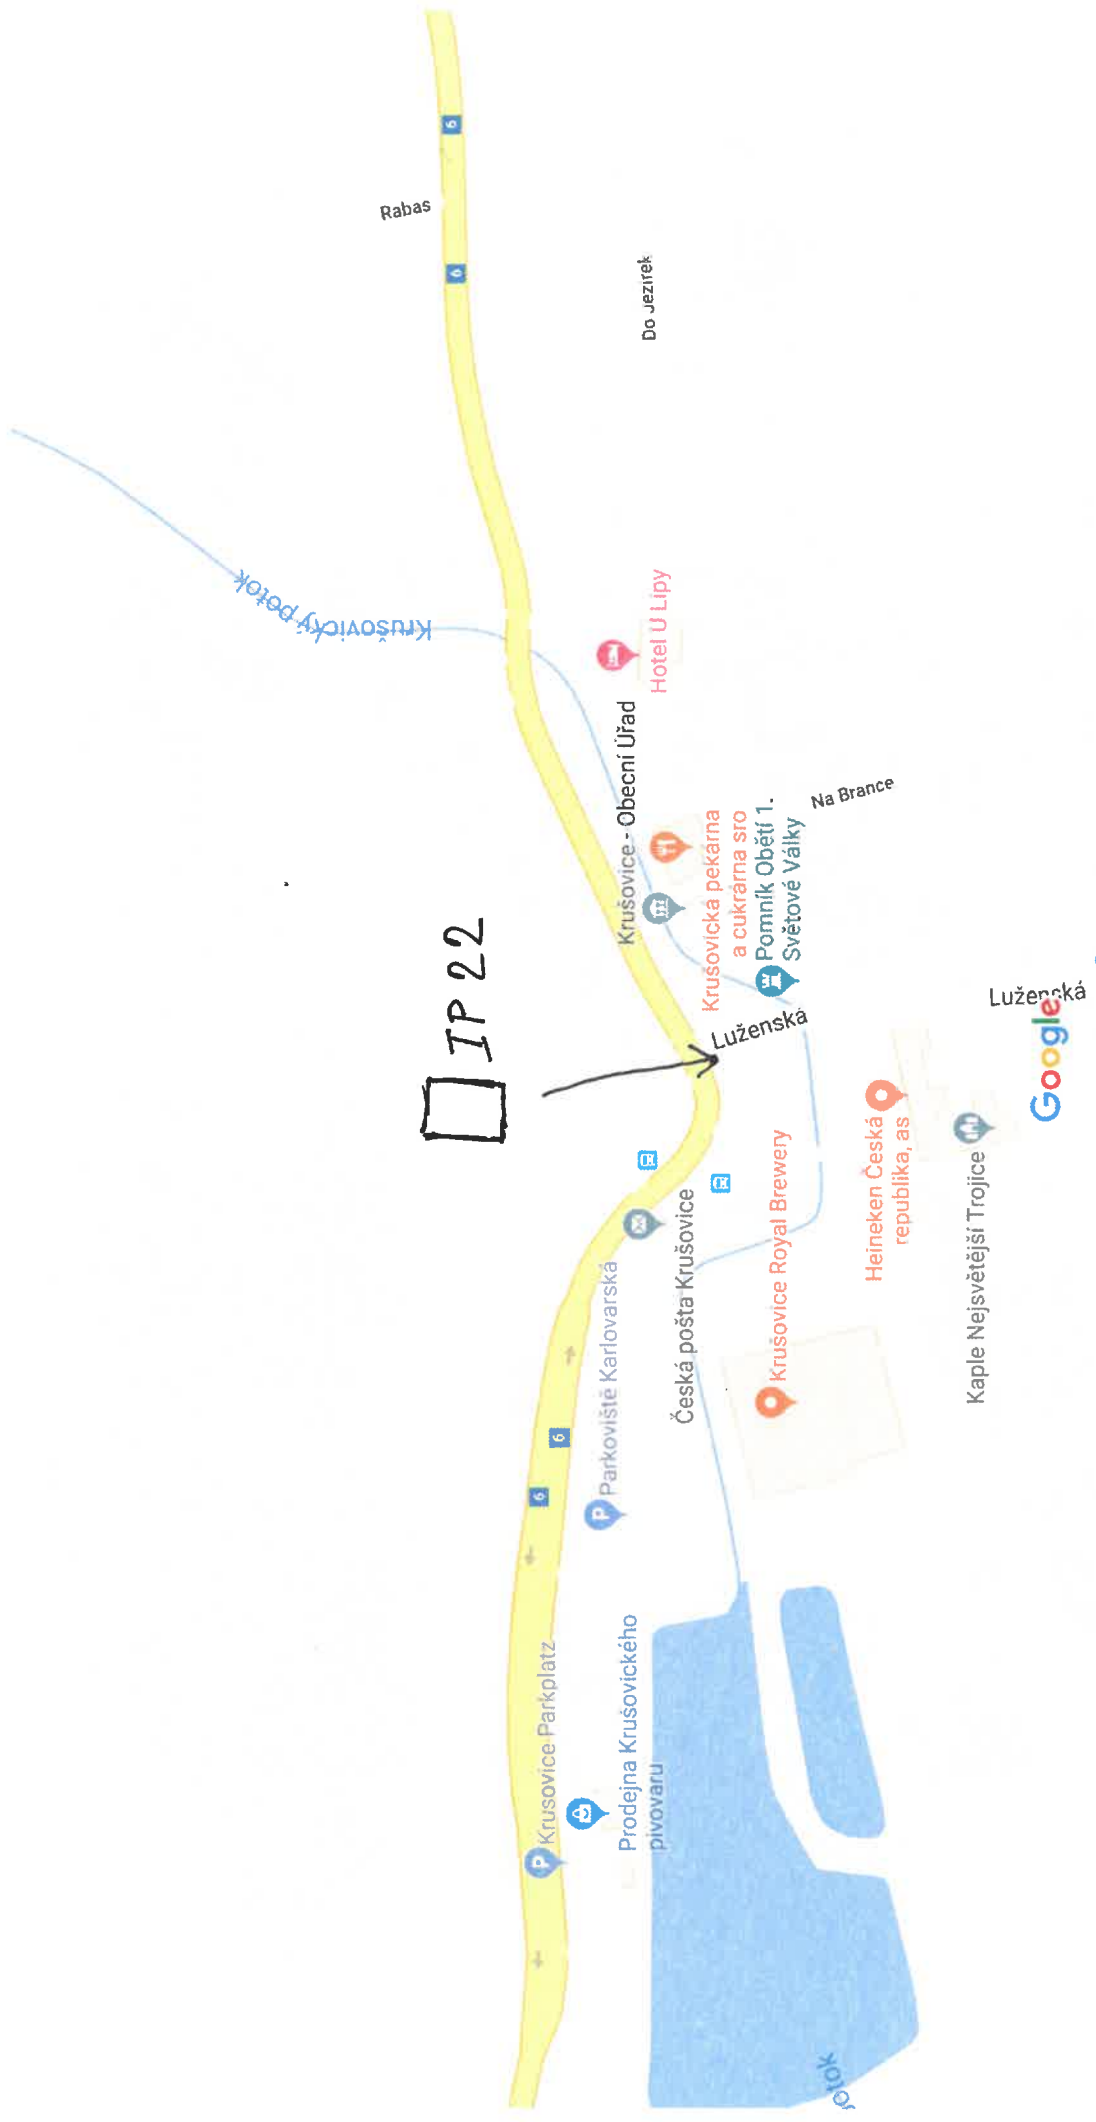 Krušovický potok
Rabas
6
6
Do Jezírek
IP 22
Hotel U Lípy
Krušovice - Obecní Úřad
Krušovická pekárna
a cukrárna sro
Pomník Obětí 1.
Světové Války
Na Brance
Luženská
Luženská
Google
Heineken Česká
republika, as
Kaple Nejsvětější Trojice
Krušovice Royal Brewery
Česká pošta Krušovice
P Parkoviště Karlovarská
6
6
P Krusovice Parkplatz
Prodejna Krušovického
pivovaru
otok